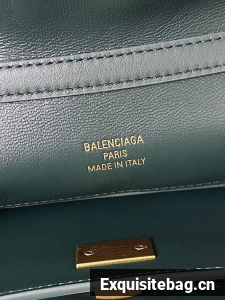 BALENCIAGA
PARIS
MADE IN ITALY
Exquisitebag.cn